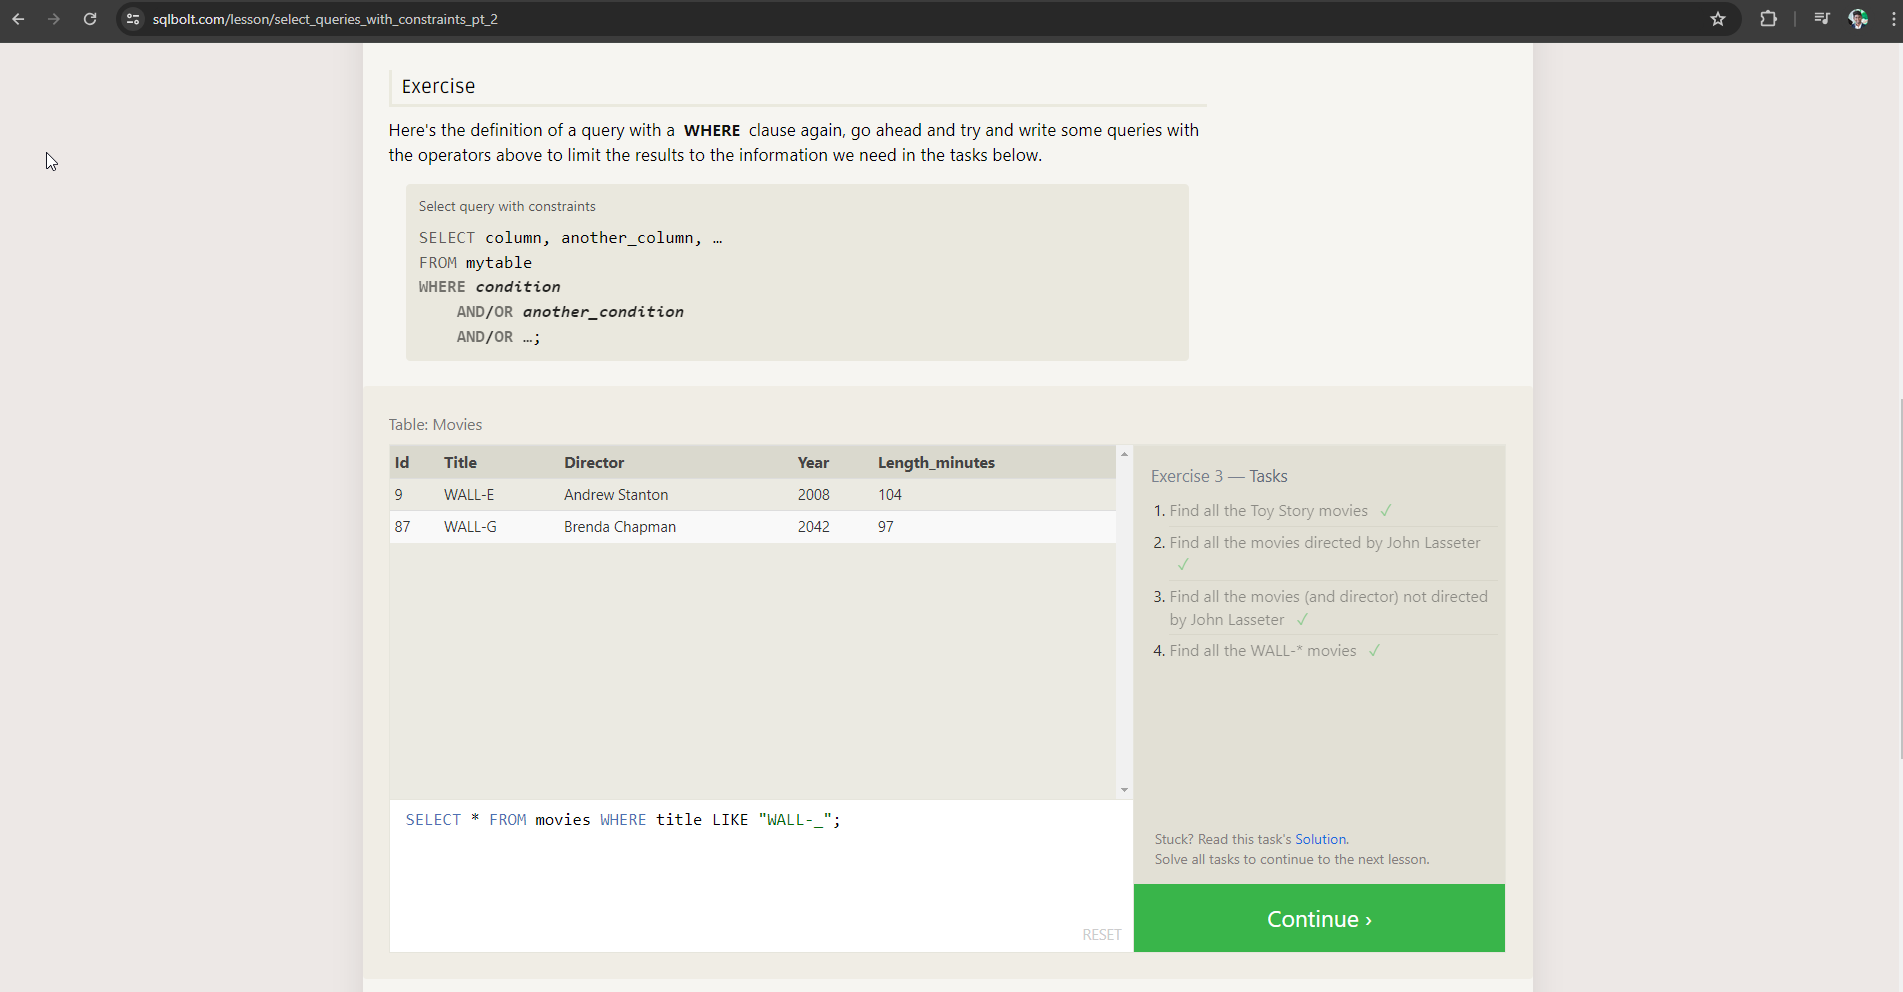 sqlbolt.com/lesson/select_queries_with_constraints_pt_2
Exercise
Here's the definition of a query with a WHERE clause again, go ahead and try and write some queries with
the operators above to limit the results to the information we need in the tasks below.
Select query with constraints
SELECT column, another_column, …
FROM mytable
WHERE condition
AND/OR another_condition
AND/OR …;
Table: Movies
Id Title Director Year Length_minutes
9 WALL-E Andrew Stanton 2008 104
87 WALL-G Brenda Chapman 2042 97
SELECT * FROM movies WHERE title LIKE "WALL-_";
RESET
Exercise 3 — Tasks
1. Find all the Toy Story movies ✓
2. Find all the movies directed by John Lasseter
✓
3. Find all the movies (and director) not directed
by John Lasseter ✓
4. Find all the WALL-* movies ✓
Stuck? Read this task's Solution.
Solve all tasks to continue to the next lesson.
Continue ›